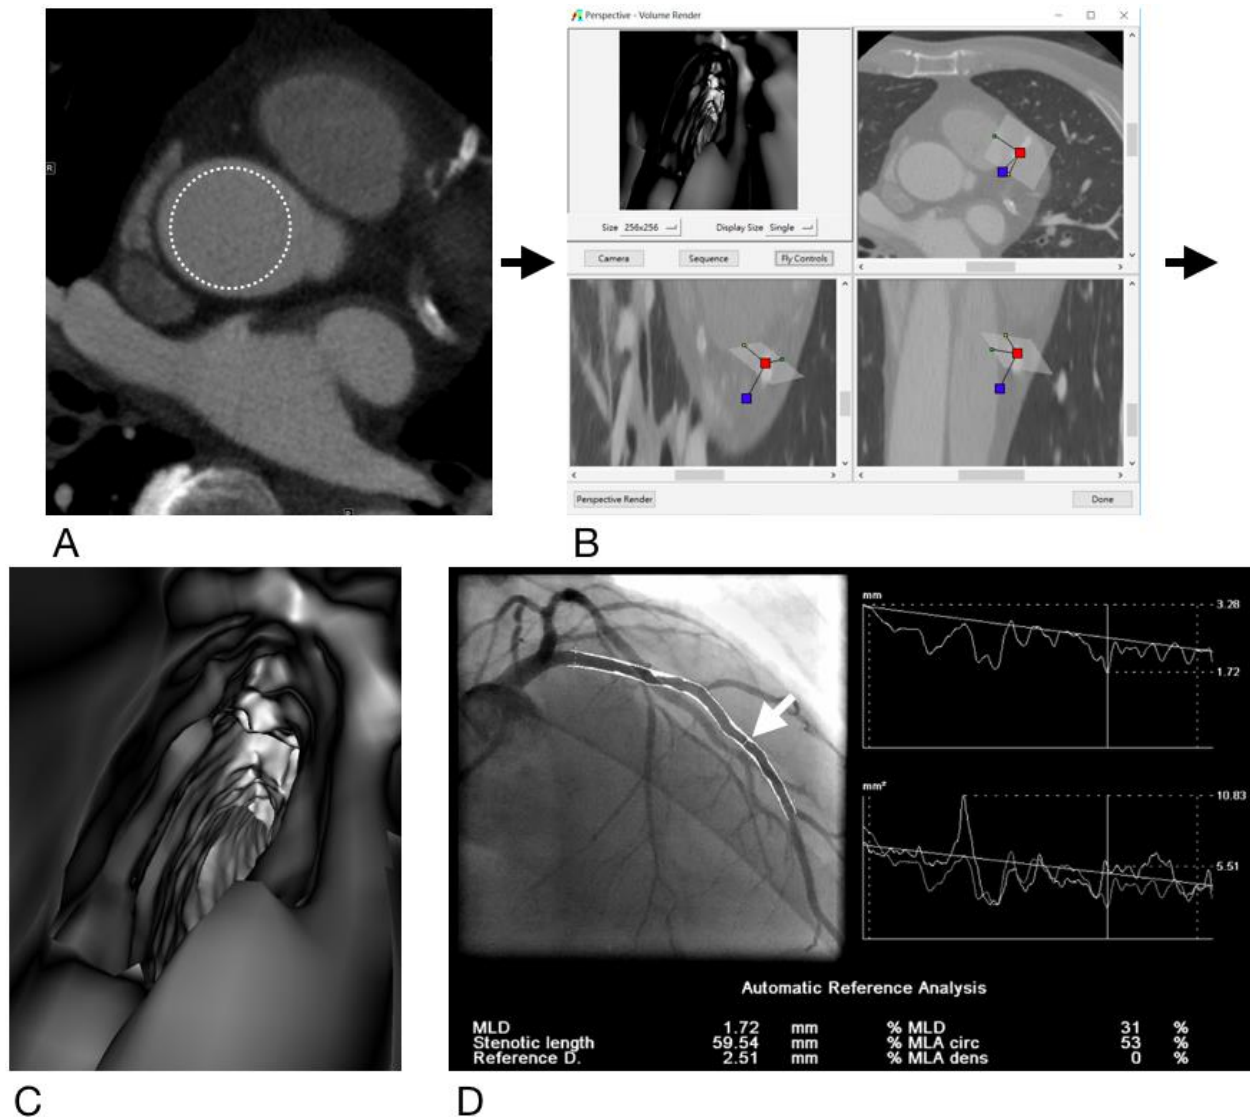 R
A
Perspective - Volume Render
Size 256x256 Display Size Single
Camera Sequence Fly Controls
Perspective Render Done
B
C
mm
3.28
1.72
mm²
10.83
5.51
Automatic Reference Analysis
MLD 1.72 mm % MLD 31 %
Stenotic length 59.54 mm % MLA circ 53 %
Reference D. 2.51 mm % MLA dens 0 %
D